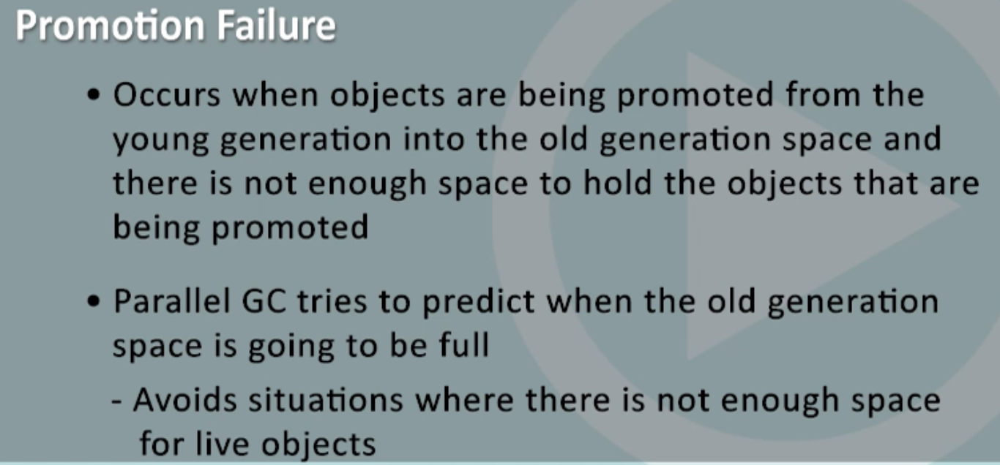 Promotion Failure
• Occurs when objects are being promoted from the
young generation into the old generation space and
there is not enough space to hold the objects that are
being promoted
• Parallel GC tries to predict when the old generation
space is going to be full
- Avoids situations where there is not enough space
for live objects